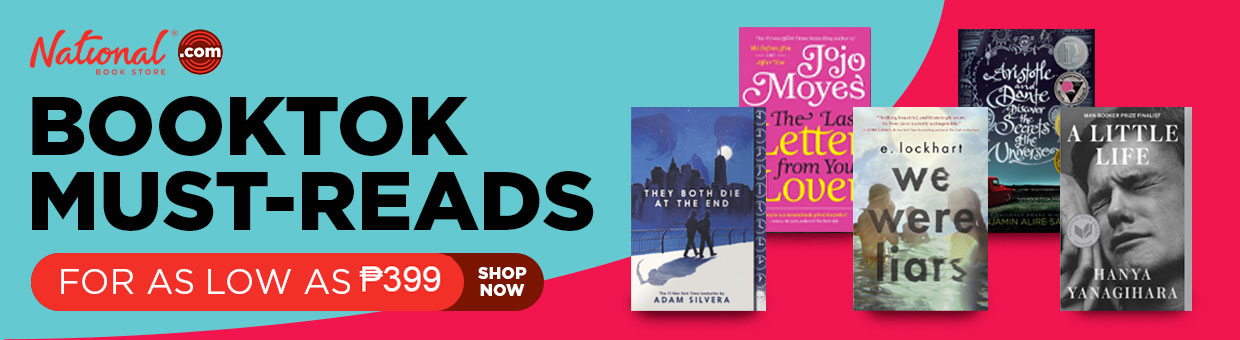 National®
.com
BOOK STORE
BOOKTOK
MUST-READS
FOR AS LOW AS ₱399
SHOP
NOW
THEY BOTH DIE
AT THE END
ADAM SILVERA
Jojo
Moyes
The Las
Letter
from You
Lover
e. lockhart
we
were
liars
Aristotle
and
Dante
Discover
the
Secrets
of the
Universe
MAN BOOKER PRIZE FINALIST
A LITTLE
LIFE
HANYA
YANAGIHARA